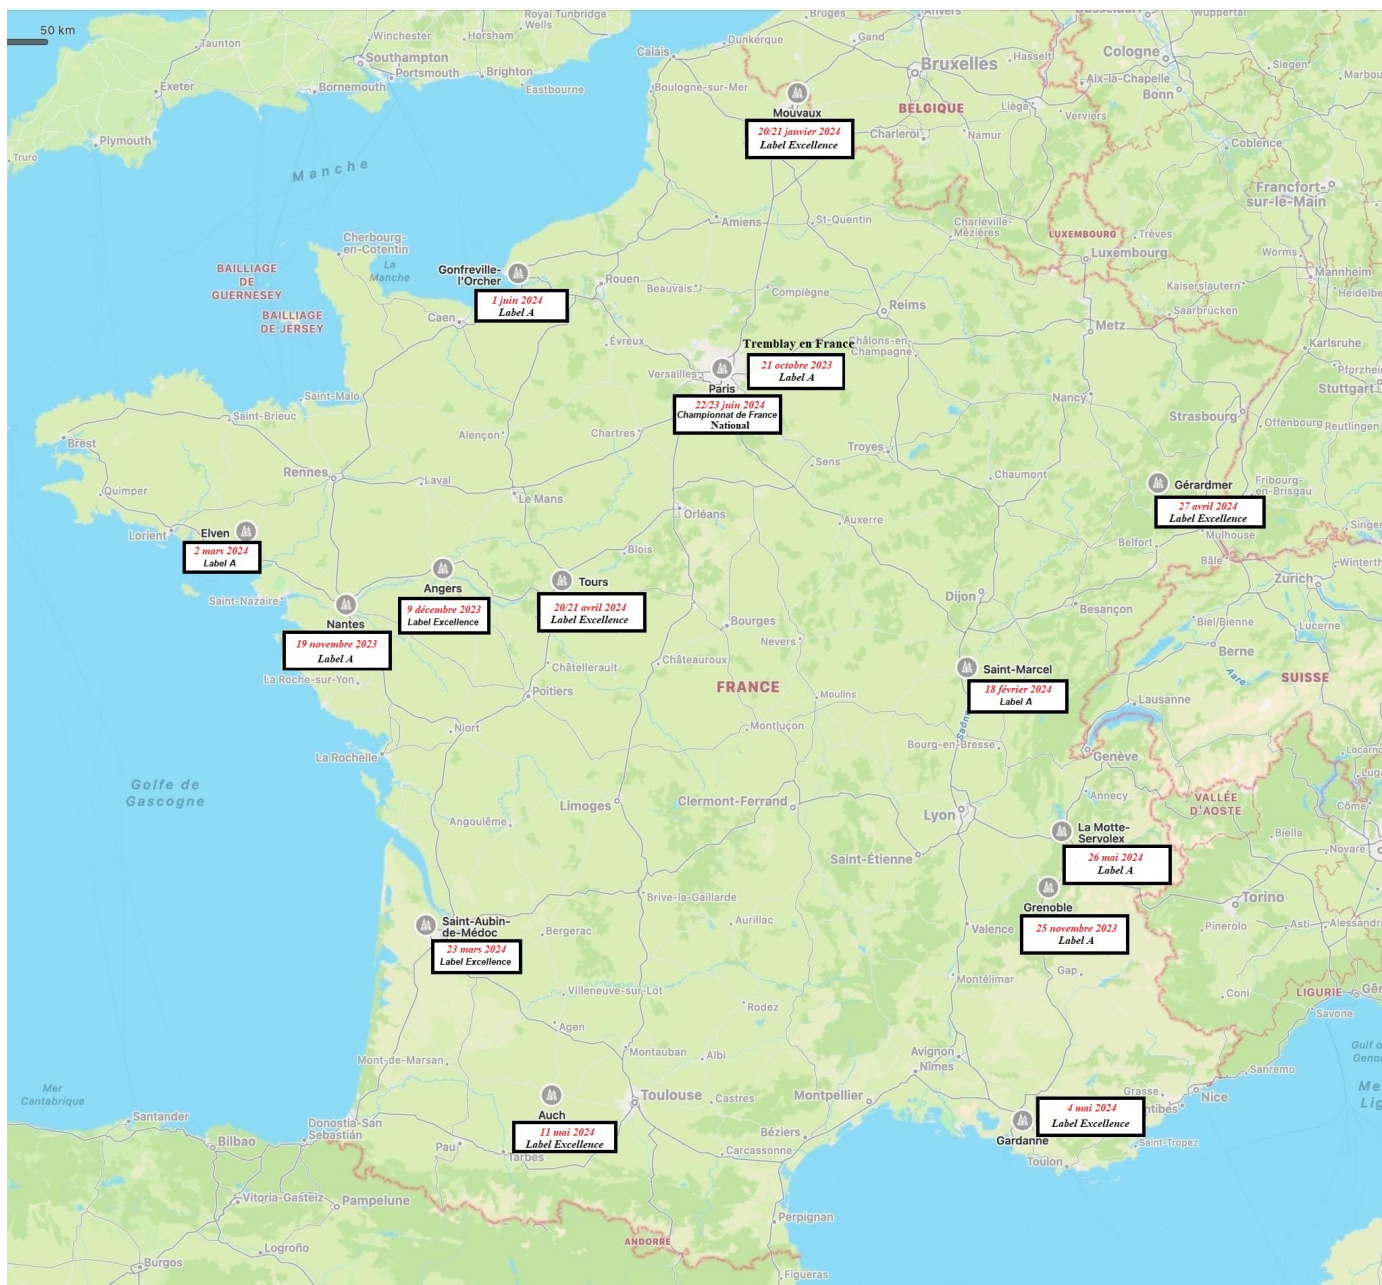 50 km
Royal Tunbridge
Wells
Bruges
Anvers
Wuppertal
Taunton
Winchester
Horsham
Southampton
Portsmouth
Brighton
Exeter
Bornemouth
Eastbourne
Plymouth
Truro
Calais
Dunkerque
Gand
Bruxelles
Hasselt
Cologne
Siegen
Aix-la-Chapelle
Bonn
Boulogne-sur-Mer
BELGIQUE
Liège
Verviers
Mouvaux
20/21 janvier 2024
Label Excellence
Charleroi
Namur
Coblence
Manche
Francfort-
sur-le-Main
Amiens
St-Quentin
Charleville-
Mézières
LUXEMBOURG
Trèves
Luxembourg
Worms
Mannheim
Cherbourg-
en-Cotentin
La
Manche
BAILLIAGE
DE
GUERNESEY
BAILLIAGE
DE JERSEY
Gonfreville-
l'Orcher
1 juin 2024
Label A
Rouen
Beauvais
Compiègne
Reims
Kaiserslautern
Saarbrücken
Caen
Évreux
Metz
Karlsruhe
Tremblay en France
21 octobre 2023
Label A
Châlons-en-
Champagne
Versailles
Paris
22/23 juin 2024
Championnat de France
National
Stuttgart
Nancy
Strasbourg
Offenbourg
Reutlingen
Saint-Malo
Saint-Brieuc
Brest
Alençon
Chartres
Troyes
Sens
Chaumont
Rennes
Laval
Le Mans
Quimper
Gérardmer
27 avril 2024
Label Excellence
Fribourg-
en-Brisgau
Orléans
Auxerre
Lorient
Elven
2 mars 2024
Label A
Belfort
Mulhouse
Bâle
Winterth
Blois
Angers
9 décembre 2023
Label Excellence
Tours
20/21 avril 2024
Label Excellence
Zurich
Dijon
Besançon
Saint-Nazaire
Nantes
19 novembre 2023
Label A
Bourges
Nevers
Biel/Bienne
Lucerne
Berne
Aare
La Roche-sur-Yon
Châtellerault
Châteauroux
Poitiers
FRANCE
Moulins
Saint-Marcel
18 février 2024
Label A
SUISSE
Lausanne
Saône
Niort
Montluçon
Bourg-en-Bresse
La Rochelle
Genève
Locarno
Golfe de
Gascogne
Limoges
Clermont-Ferrand
Annecy
VALLÉE
D'AOSTE
Côme
Angoulême
Lyon
La Motte-
Servolex
26 mai 2024
Label A
Biella
Novare
Saint-Étienne
Grenoble
25 novembre 2023
Label A
Torino
Brive-la-Gaillarde
Aurillac
Saint-Aubin-
de-Médoc
23 mars 2024
Label Excellence
Bergerac
Valence
Pinerolo
Asti
Montélimar
Gap
Villeneuve-sur-Lot
Rodez
Coni
LIGURIE
Savone
Agen
Mont-de-Marsan
Montauban
Albi
Avignon
Nîmes
Mer
Cantabrique
Sanremo
Auch
11 mai 2024
Label Excellence
Toulouse
Castres
Montpellier
Grasse
Nice
4 mai 2024
Label Excellence
Gardanne
Santander
Donostia-San
Sebastián
Bilbao
Pau
Tarbes
Béziers
Carcassonne
Toulon
Saint-Tropez
Vitoria-Gasteiz
Pampelune
Perpignan
Logroño
ANDORRE
Burgos
Figueras